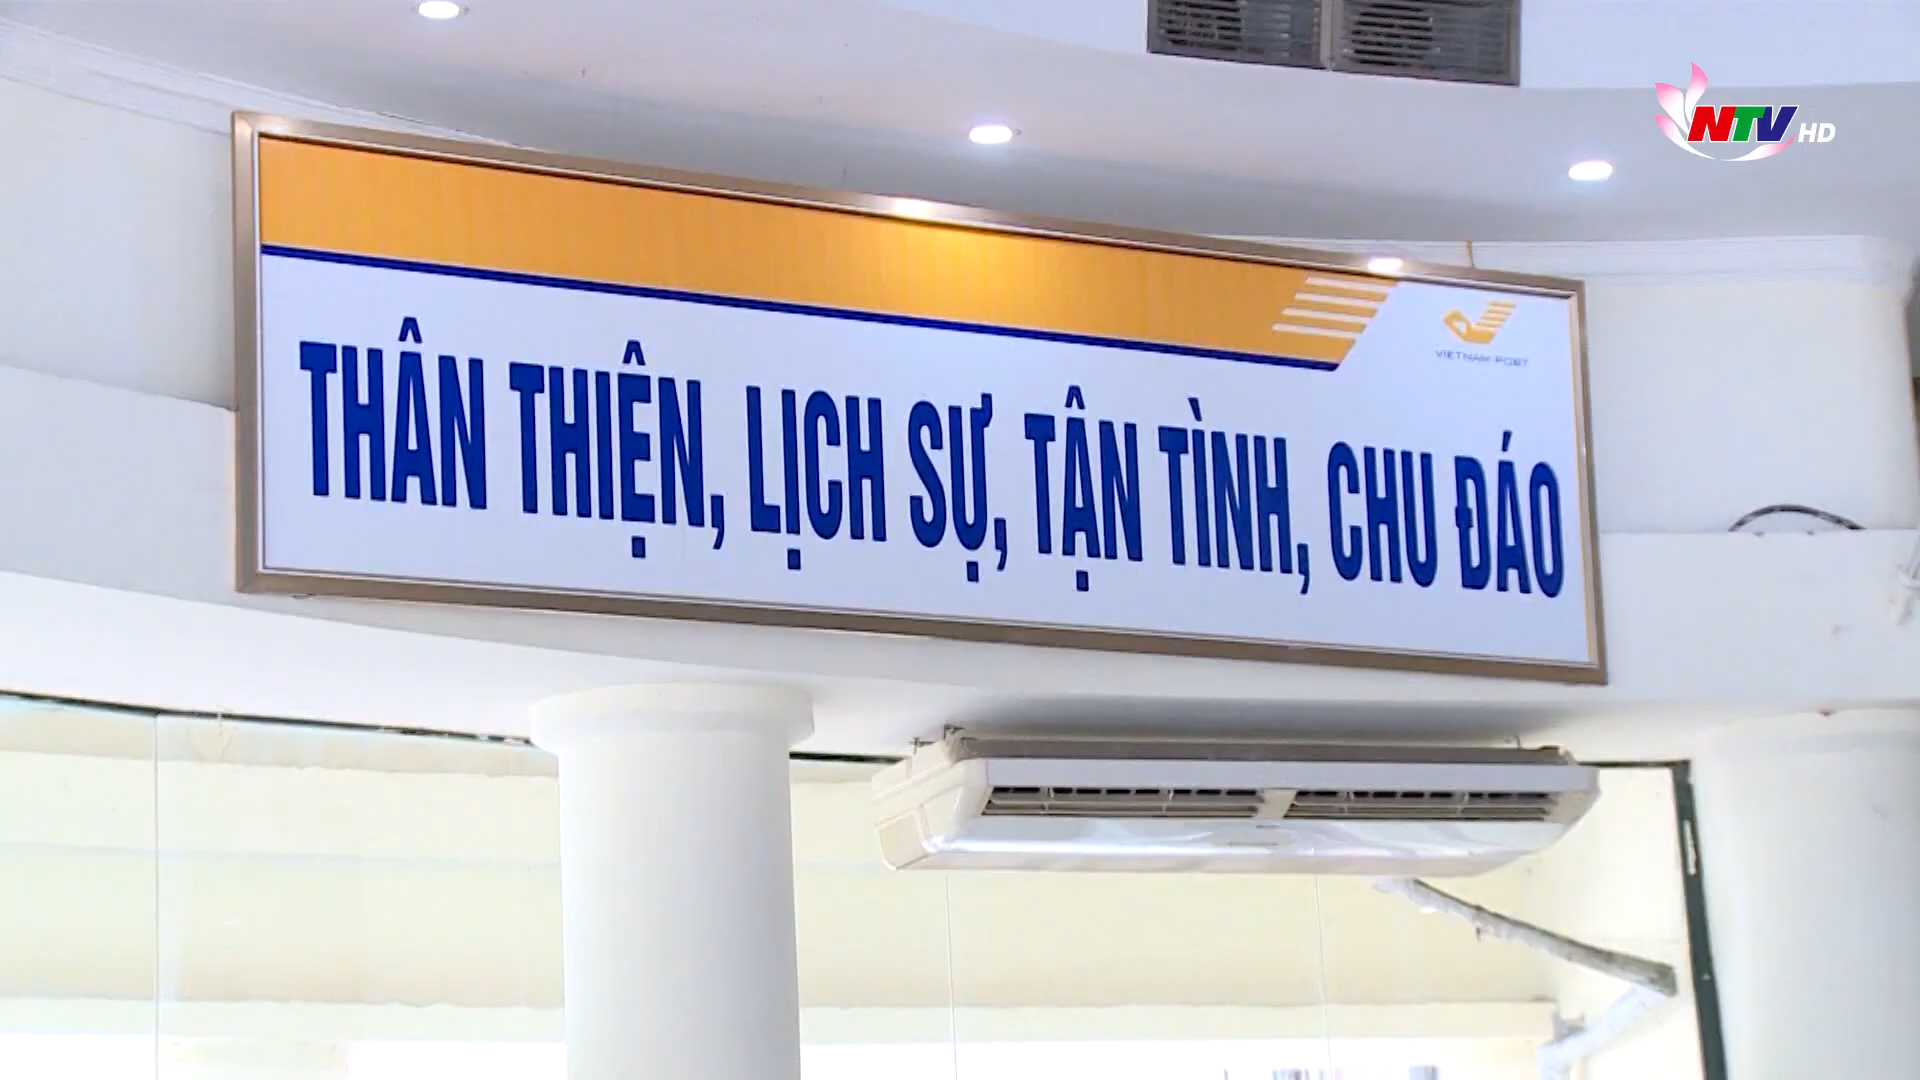 NTV HD
VIETNAM POST
THÂN THIỆN, LỊCH SỰ, TẬN TÌNH, CHU ĐÁO